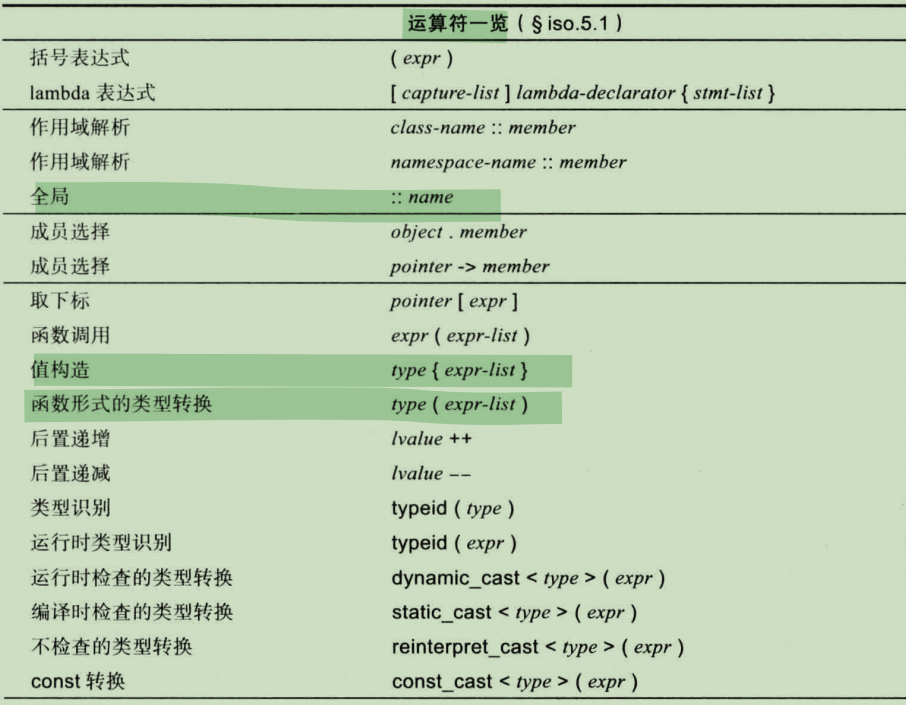 运算符一览（§iso.5.1）
括号表达式 ( expr )
lambda 表达式 [ capture-list ] lambda-declarator { stmt-list }
作用域解析 class-name :: member
作用域解析 namespace-name :: member
全局 :: name
成员选择 object . member
成员选择 pointer -> member
取下标 pointer [ expr ]
函数调用 expr ( expr-list )
值构造 type { expr-list }
函数形式的类型转换 type ( expr-list )
后置递增 lvalue ++
后置递减 lvalue --
类型识别 typeid ( type )
运行时类型识别 typeid ( expr )
运行时检查的类型转换 dynamic_cast < type > ( expr )
编译时检查的类型转换 static_cast < type > ( expr )
不检查的类型转换 reinterpret_cast < type > ( expr )
const 转换 const_cast < type > ( expr )